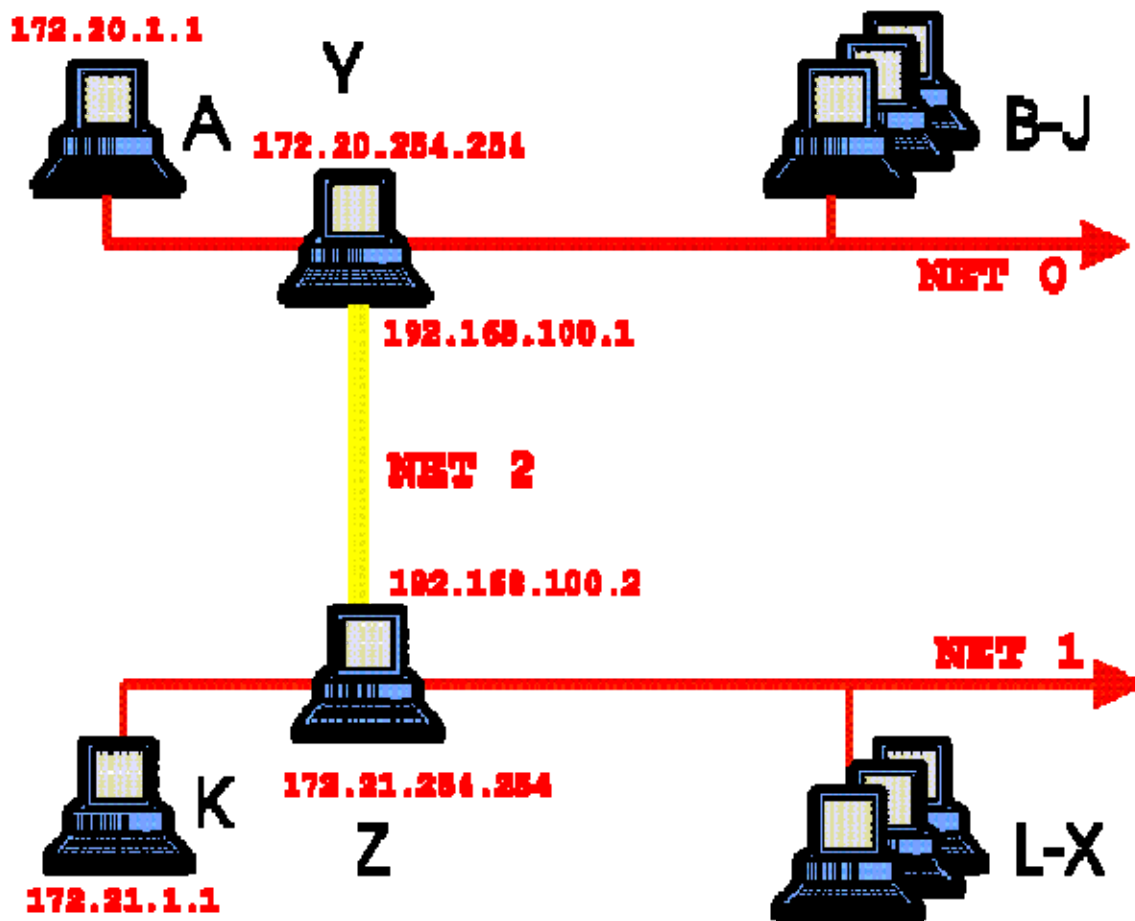 172.20.1.1
Y
A
172.20.254.254
B-J
NET 0
192.168.100.1
NET 2
192.168.100.2
NET 1
K
172.21.254.254
Z
L-X
172.21.1.1